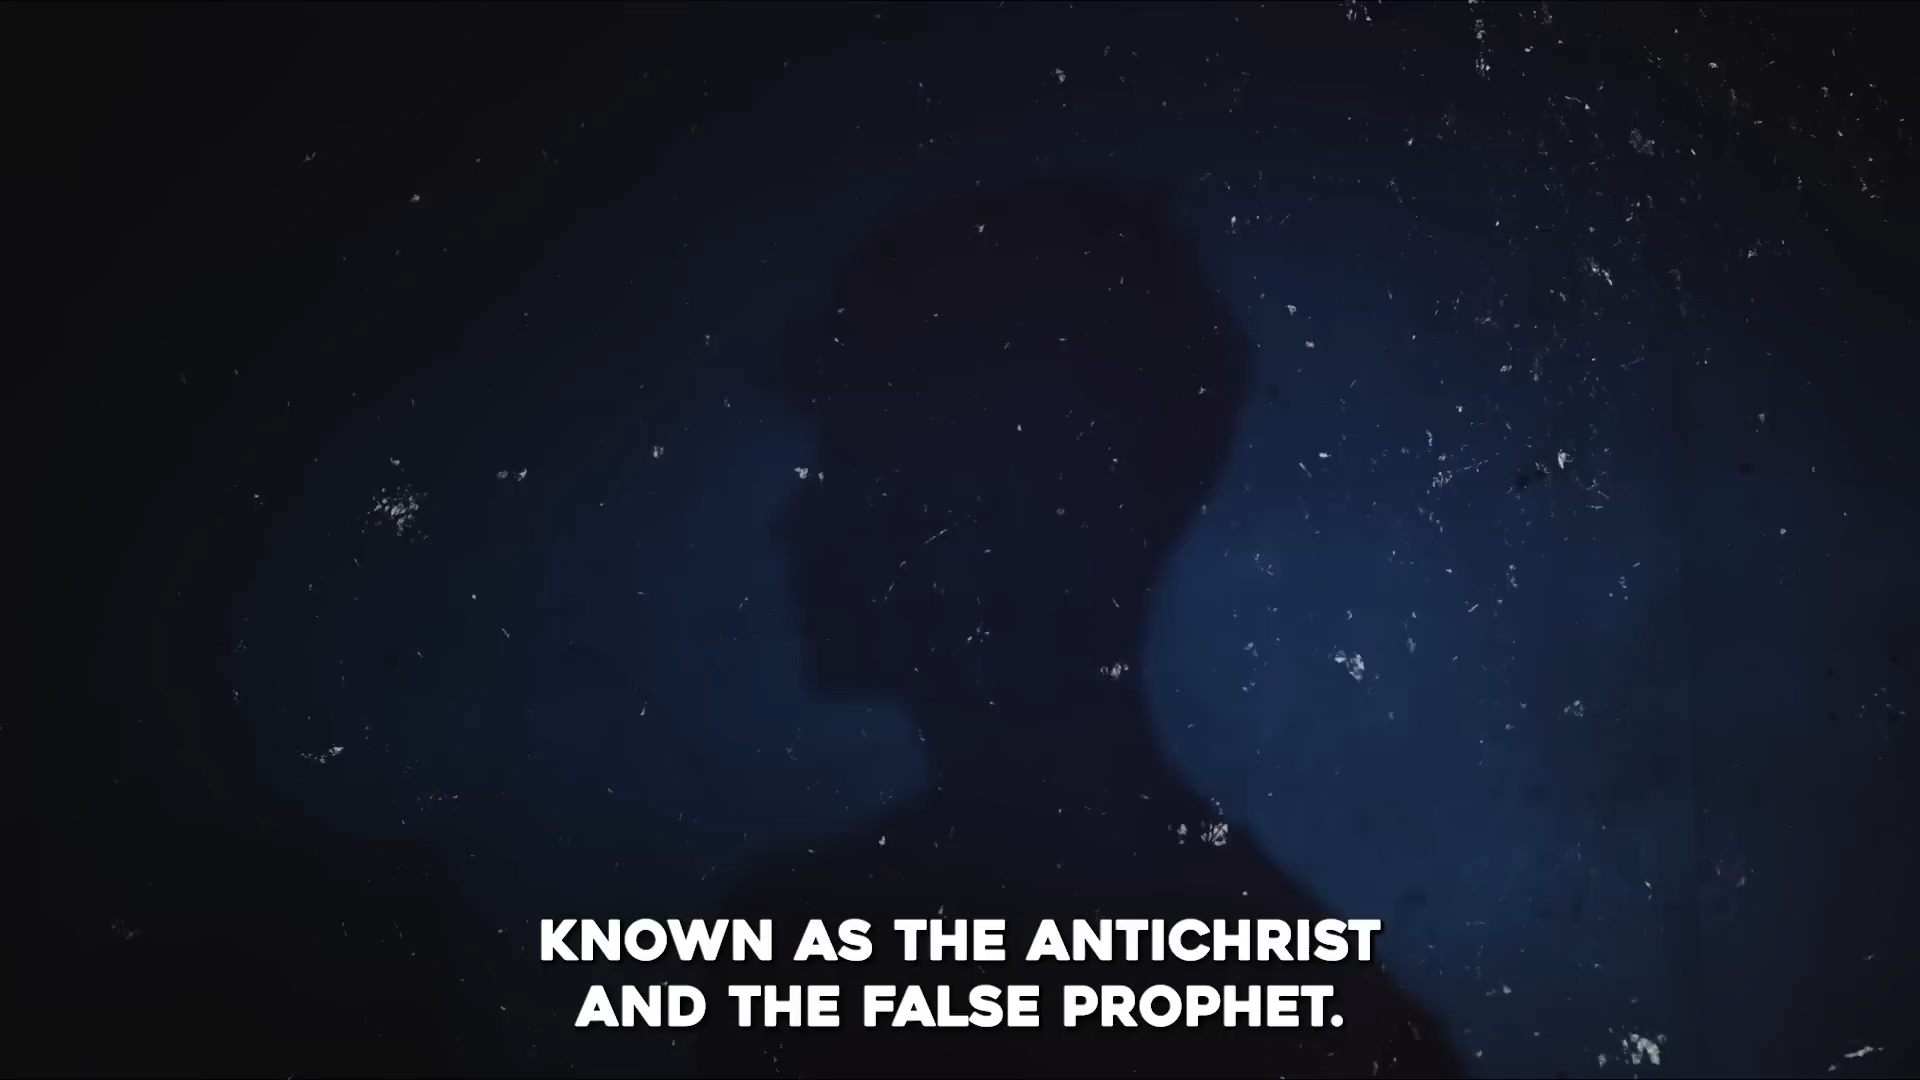 KNOWN AS THE ANTICHRIST
AND THE FALSE PROPHET.